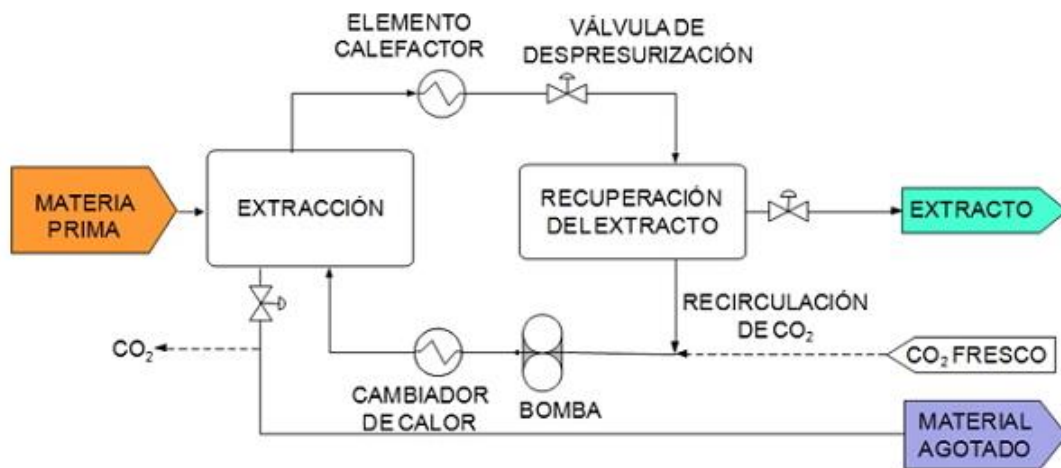 ELEMENTO
CALEFACTOR
VÁLVULA DE
DESPRESURIZACIÓN
MATERIA
PRIMA
EXTRACCIÓN
RECUPERACIÓN
DEL EXTRACTO
EXTRACTO
RECIRCULACIÓN
DE CO₂
CO₂
CO₂ FRESCO
CAMBIADOR
DE CALOR
BOMBA
MATERIAL
AGOTADO